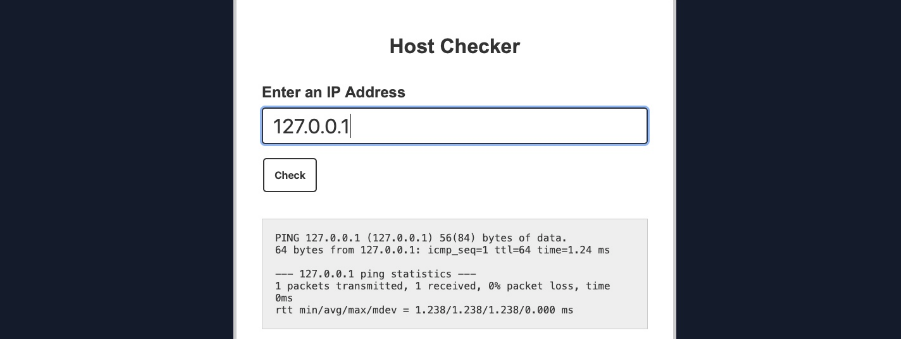 Host Checker
Enter an IP Address
127.0.0.1
Check
PING 127.0.0.1 (127.0.0.1) 56(84) bytes of data.
64 bytes from 127.0.0.1: icmp_seq=1 ttl=64 time=1.24 ms
--- 127.0.0.1 ping statistics ---
1 packets transmitted, 1 received, 0% packet loss, time
0ms
rtt min/avg/max/mdev = 1.238/1.238/1.238/0.000 ms